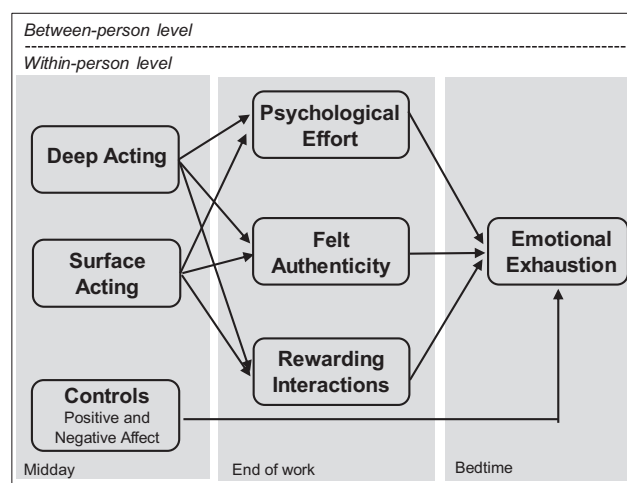 Between-person level
Within-person level
Deep Acting
Surface
Acting
Controls
Positive and
Negative Affect
Midday
Psychological
Effort
Felt
Authenticity
Rewarding
Interactions
End of work
Emotional
Exhaustion
Bedtime